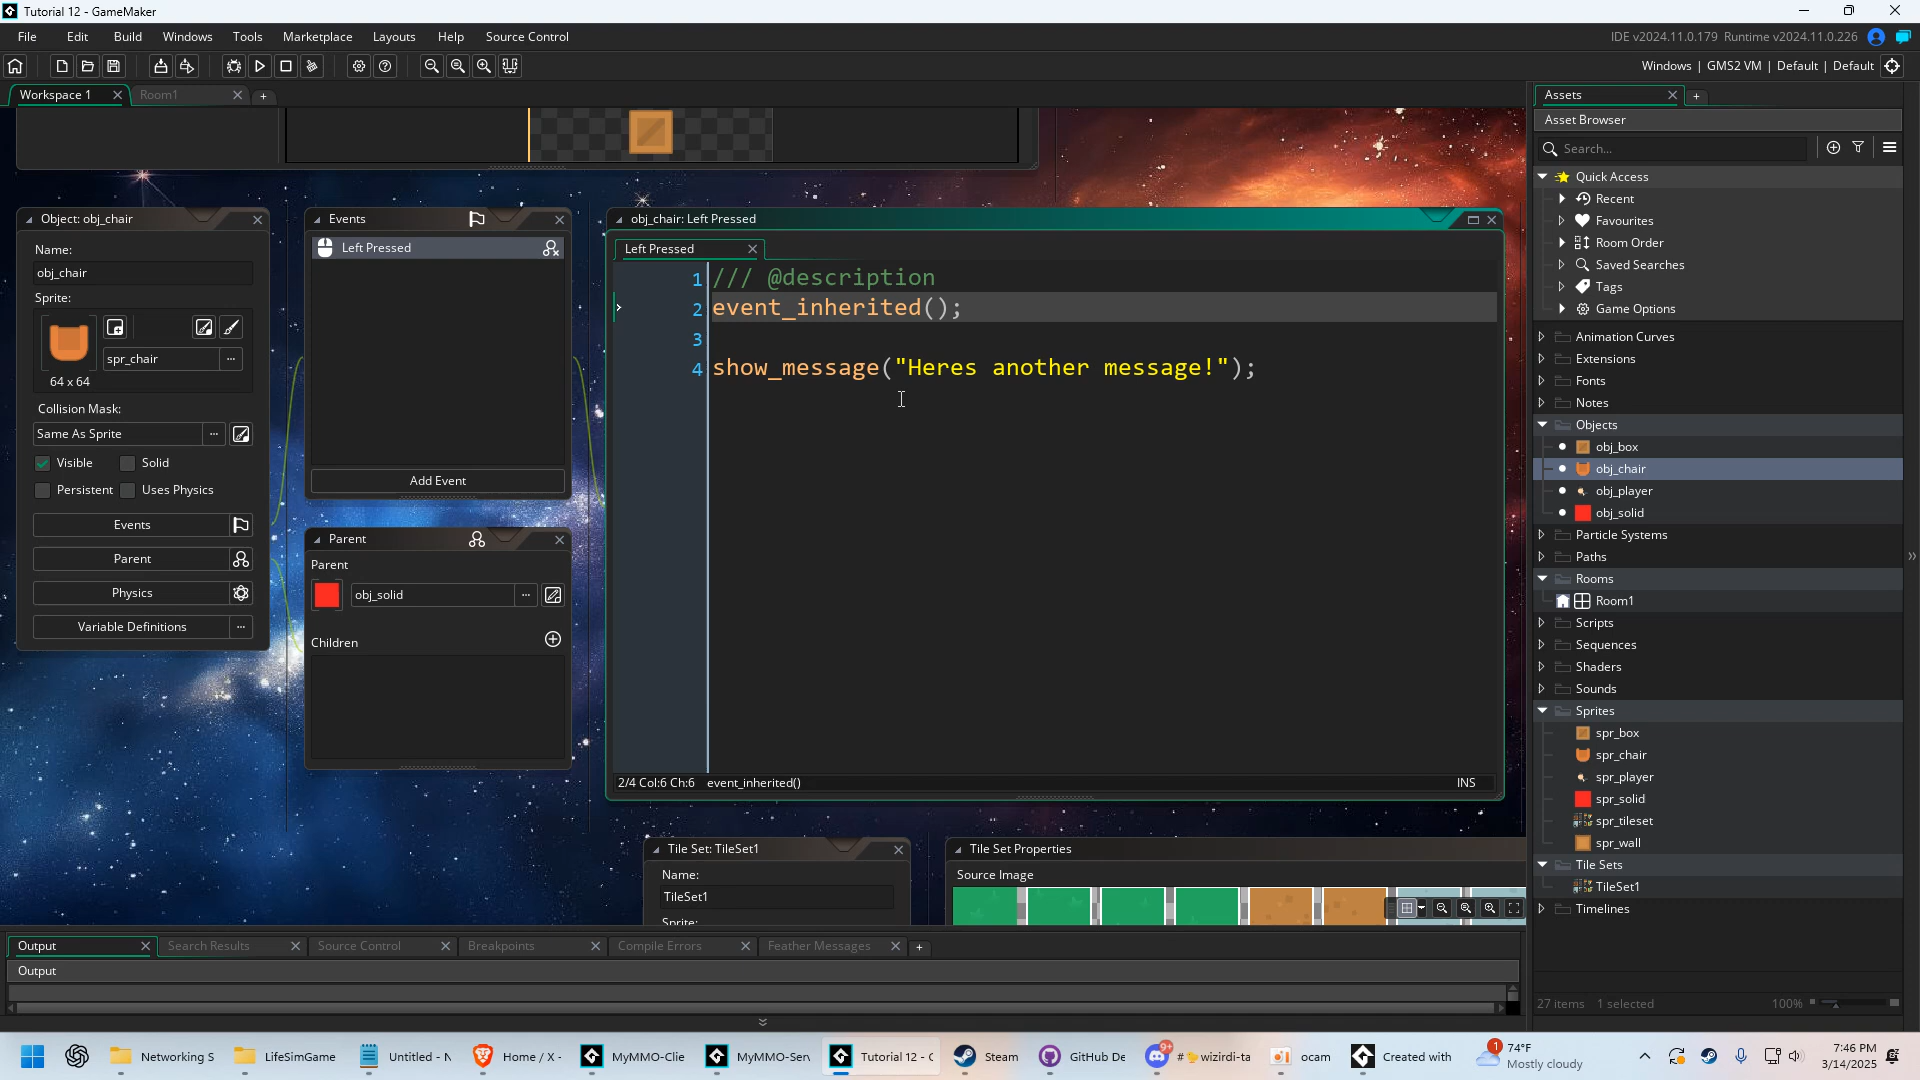 Tutorial 12 - GameMaker
File Edit Build Windows Tools Marketplace Layouts Help Source Control
IDE v2024.11.0.179 Runtime v2024.11.0.226
Windows | GMS2 VM | Default | Default
Workspace 1
Room1
Object: obj_chair
Name:
obj_chair
Sprite:
spr_chair
64 x 64
Collision Mask:
Same As Sprite
Visible
Solid
Persistent
Uses Physics
Events
Parent
Physics
Variable Definitions
Events
Left Pressed
Add Event
Parent
Parent
obj_solid
Children
obj_chair: Left Pressed
Left Pressed
1 /// @description
2 event_inherited();
3
4 show_message("Heres another message!");
2/4 Col:6 Ch:6 event_inherited()
INS
Tile Set: TileSet1
Name:
TileSet1
Sprite:
Tile Set Properties
Source Image
Assets
Asset Browser
Search...
Quick Access
Recent
Favourites
Room Order
Saved Searches
Tags
Game Options
Animation Curves
Extensions
Fonts
Notes
Objects
obj_box
obj_chair
obj_player
obj_solid
Particle Systems
Paths
Rooms
Room1
Scripts
Sequences
Shaders
Sounds
Sprites
spr_box
spr_chair
spr_player
spr_solid
spr_tileset
spr_wall
Tile Sets
TileSet1
Timelines
27 items 1 selected
100%
Output
Search Results
Source Control
Breakpoints
Compile Errors
Feather Messages
Output
Networking S
LifeSimGame
Untitled - N
Home / X -
MyMMO-Clie
MyMMO-Serv
Tutorial 12 - G
Steam
GitHub De
9+
#🐤wizirdi-ta
ocam
Created with
1
74°F
Mostly cloudy
7:46 PM
3/14/2025